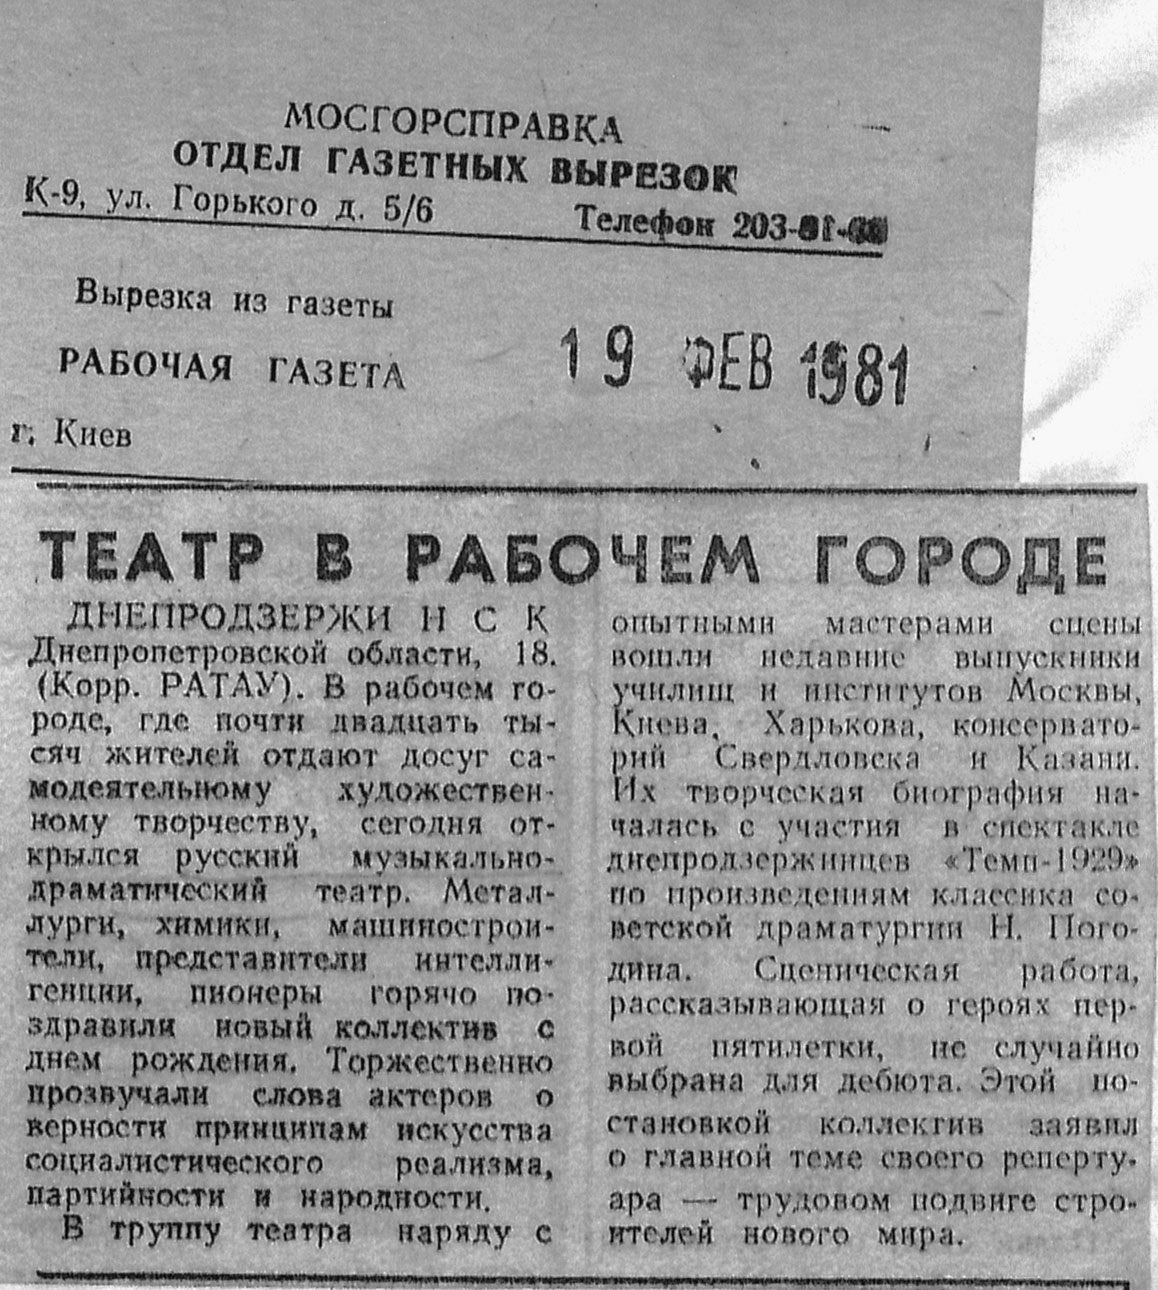 МОСГОРСПРАВКА
ОТДЕЛ ГАЗЕТНЫХ ВЫРЕЗОК
К-9, ул. Горького д. 5/6 Телефон 203-
Вырезка из газеты
РАБОЧАЯ ГАЗЕТА
19 ФЕВ 1981
г. Киев
ТЕАТР В РАБОЧЕМ ГОРОДЕ
ДНЕПРОДЗЕРЖИНСК
Днепропетровской области, 18.
(Корр. РАТАУ). В рабочем го-
роде, где почти двадцать ты-
сяч жителей отдают досуг са-
модеятельному художествен-
ному творчеству, сегодня от-
крылся русский музыкально-
драматический театр. Метал-
лурги, химики, машинострои-
тели, представители интелли-
генции, пионеры горячо по-
здравили новый коллектив с
днем рождения. Торжественно
прозвучали слова актеров о
верности принципам искусства
социалистического реализма,
партийности и народности.
В труппу театра наряду с
опытными мастерами сцены
вошли недавние выпускники
училищ и институтов Москвы,
Киева, Харькова, консервато-
рий Свердловска и Казани.
Их творческая биография на-
чалась с участия в спектакле
днепродзержинцев «Темп-1929»
по произведениям классика со-
ветской драматургии Н. Пого-
дина. Сценическая работа,
рассказывающая о героях пер-
вой пятилетки, не случайно
выбрана для дебюта. Этой по-
становкой коллектив заявил
о главной теме своего репертуа-
ара — трудовом подвиге стро-
ителей нового мира.